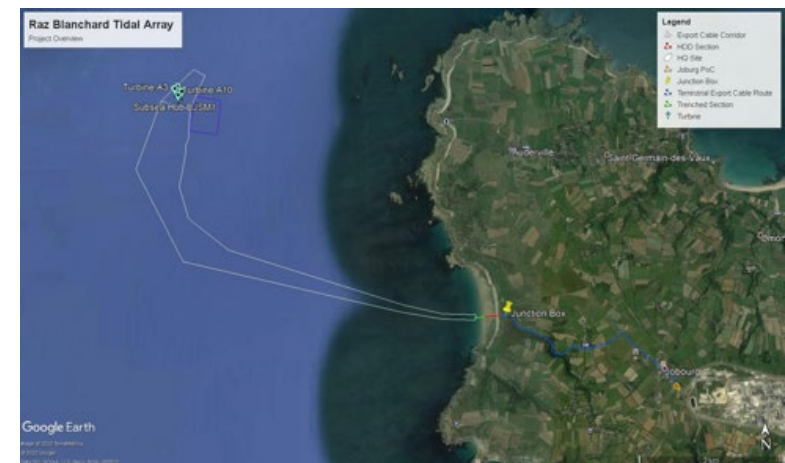 Raz Blanchard Tidal Array
Project Overview
Legend
Export Cable Corridor
HDD Section
HQ Site
Joburg PoC
Junction Box
Terrestrial Export Cable Route
Trenched Section
Turbine
Turbine A3
Turbine A10
Subsea Hub
Auderville
Saint-Germain-des-Vaux
Junction Box
Jobourg
Google Earth
N